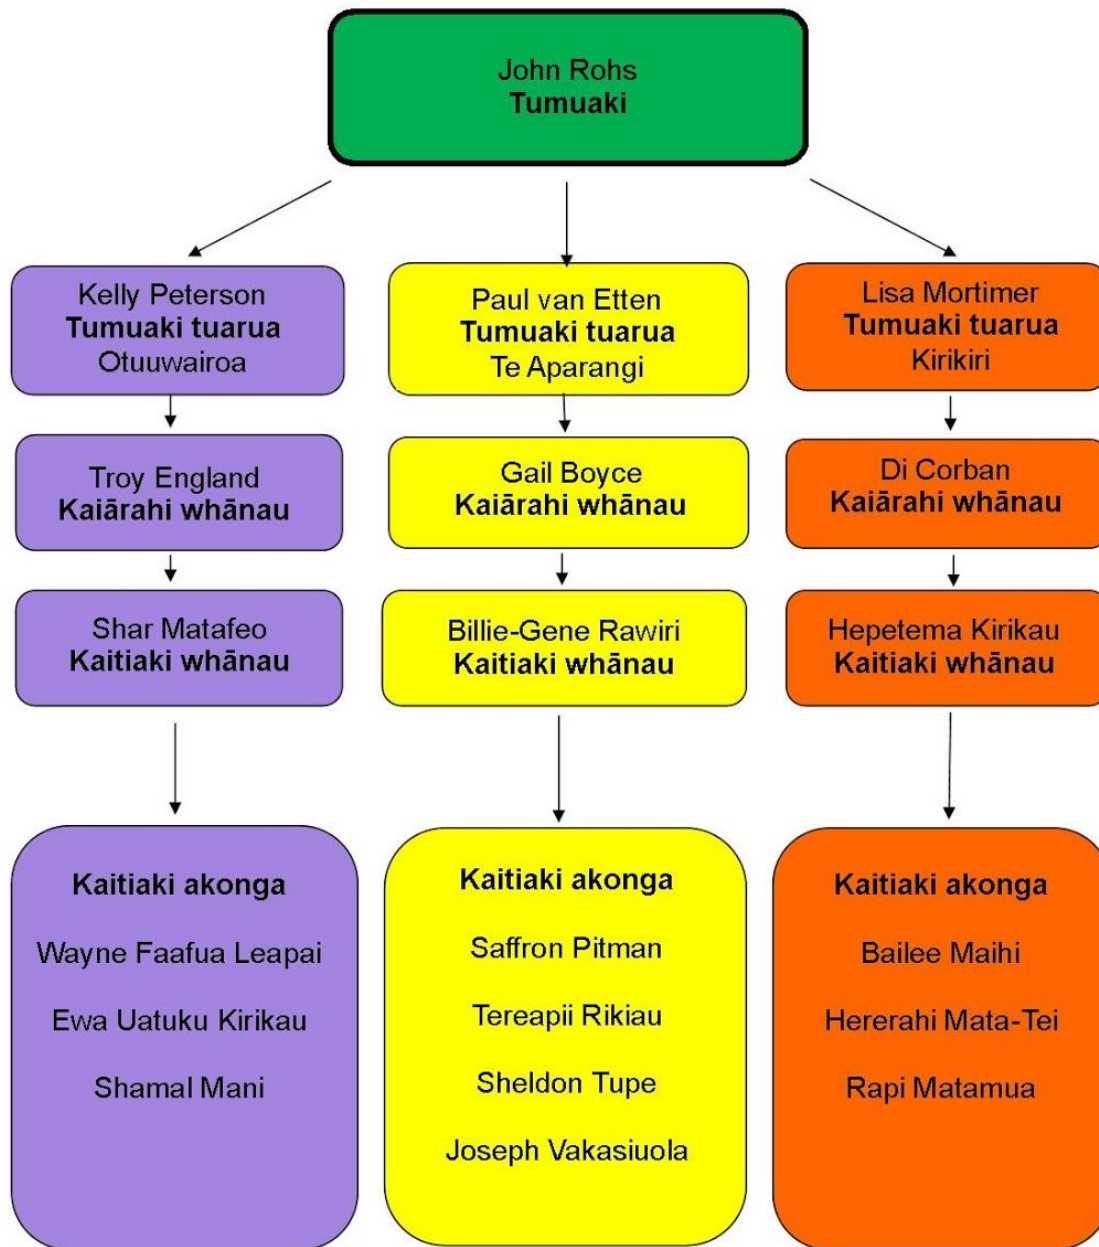 John Rohs
Tumuaki
Kelly Peterson
Tumuaki tuarua
Otuuwairoa
Paul van Etten
Tumuaki tuarua
Te Aparangi
Lisa Mortimer
Tumuaki tuarua
Kirikiri
Troy England
Kaiārahi whānau
Gail Boyce
Kaiārahi whānau
Di Corban
Kaiārahi whānau
Shar Matafeo
Kaitiaki whānau
Billie-Gene Rawiri
Kaitiaki whānau
Hepetema Kirikau
Kaitiaki whānau
Kaitiaki akonga
Wayne Faafua Leapai
Ewa Uatuku Kirikau
Shamal Mani
Kaitiaki akonga
Saffron Pitman
Tereapii Rikiau
Sheldon Tupe
Joseph Vakasiuola
Kaitiaki akonga
Bailee Maihi
Hererahi Mata-Tei
Rapi Matamua